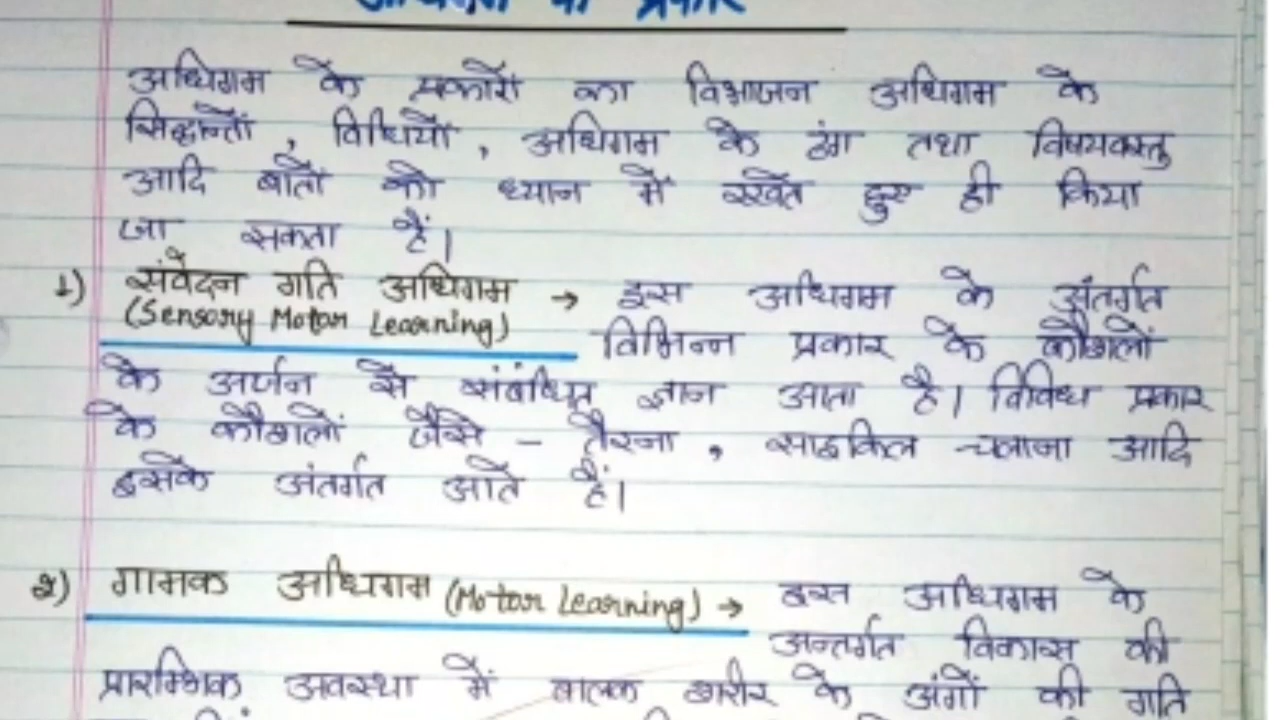 अधिगम के प्रकार
अधिगम के प्रकारों का विभाजन अधिगम के
सिद्धान्तों, विधियों, अधिगम के ढंग तथा विषयवस्तु
आदि बातों को ध्यान में रखते हुए ही किया
जा सकता है।
1) संवेदन गति अधिगम → इस अधिगम के अंतर्गत
(Sensory Motor Learning) विभिन्न प्रकार के कौशलों
के अर्जन से संबंधित ज्ञान आता है। विविध प्रकार
के कौशलों जैसे - तैरना, साइकिल चलाना आदि
इसके अंतर्गत आते हैं।
2) गामक अधिगम (Motor Learning) → इस अधिगम के
अन्तर्गत विकास की
प्रारम्भिक अवस्था में बालक शरीर के अंगों की गति